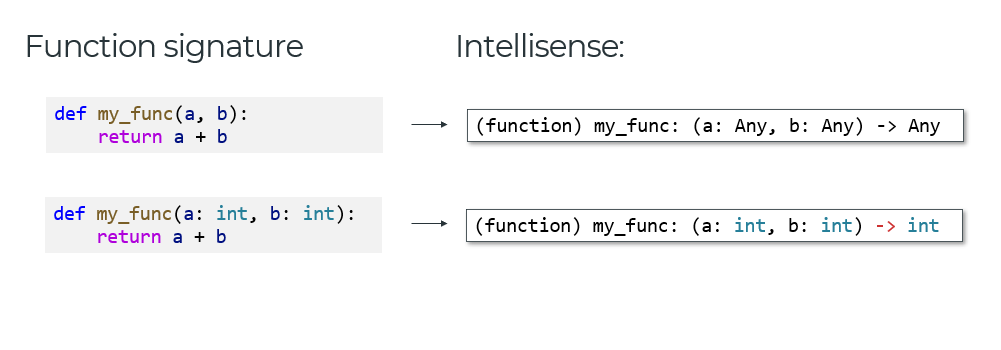 Function signature
Intellisense:
def my_func(a, b):
    return a + b
(function) my_func: (a: Any, b: Any) -> Any
def my_func(a: int, b: int):
    return a + b
(function) my_func: (a: int, b: int) -> int